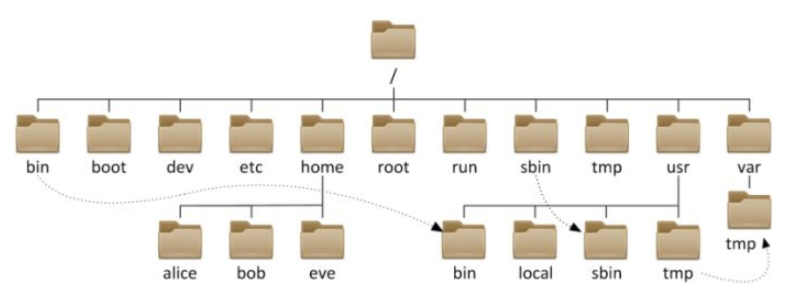 /
bin boot dev etc home root run sbin tmp usr var
tmp
alice bob eve bin local sbin tmp